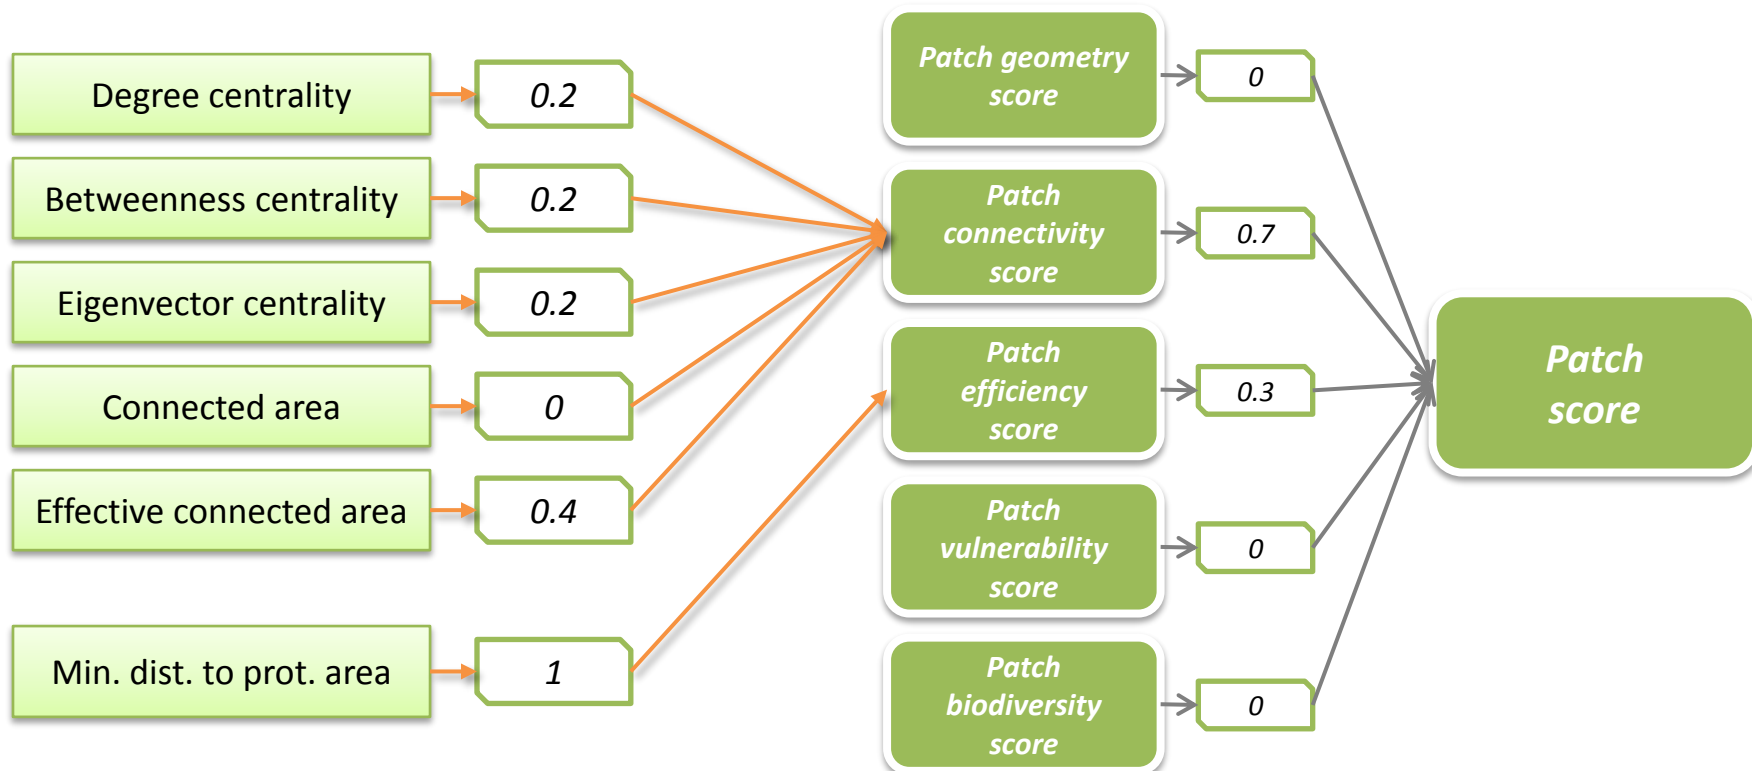 Degree centrality
0.2
Betweenness centrality
0.2
Eigenvector centrality
0.2
Connected area
0
Effective connected area
0.4
Min. dist. to prot. area
1
Patch geometry
score
0
Patch
connectivity
score
0.7
Patch
efficiency
score
0.3
Patch
vulnerability
score
0
Patch
biodiversity
score
0
Patch
score